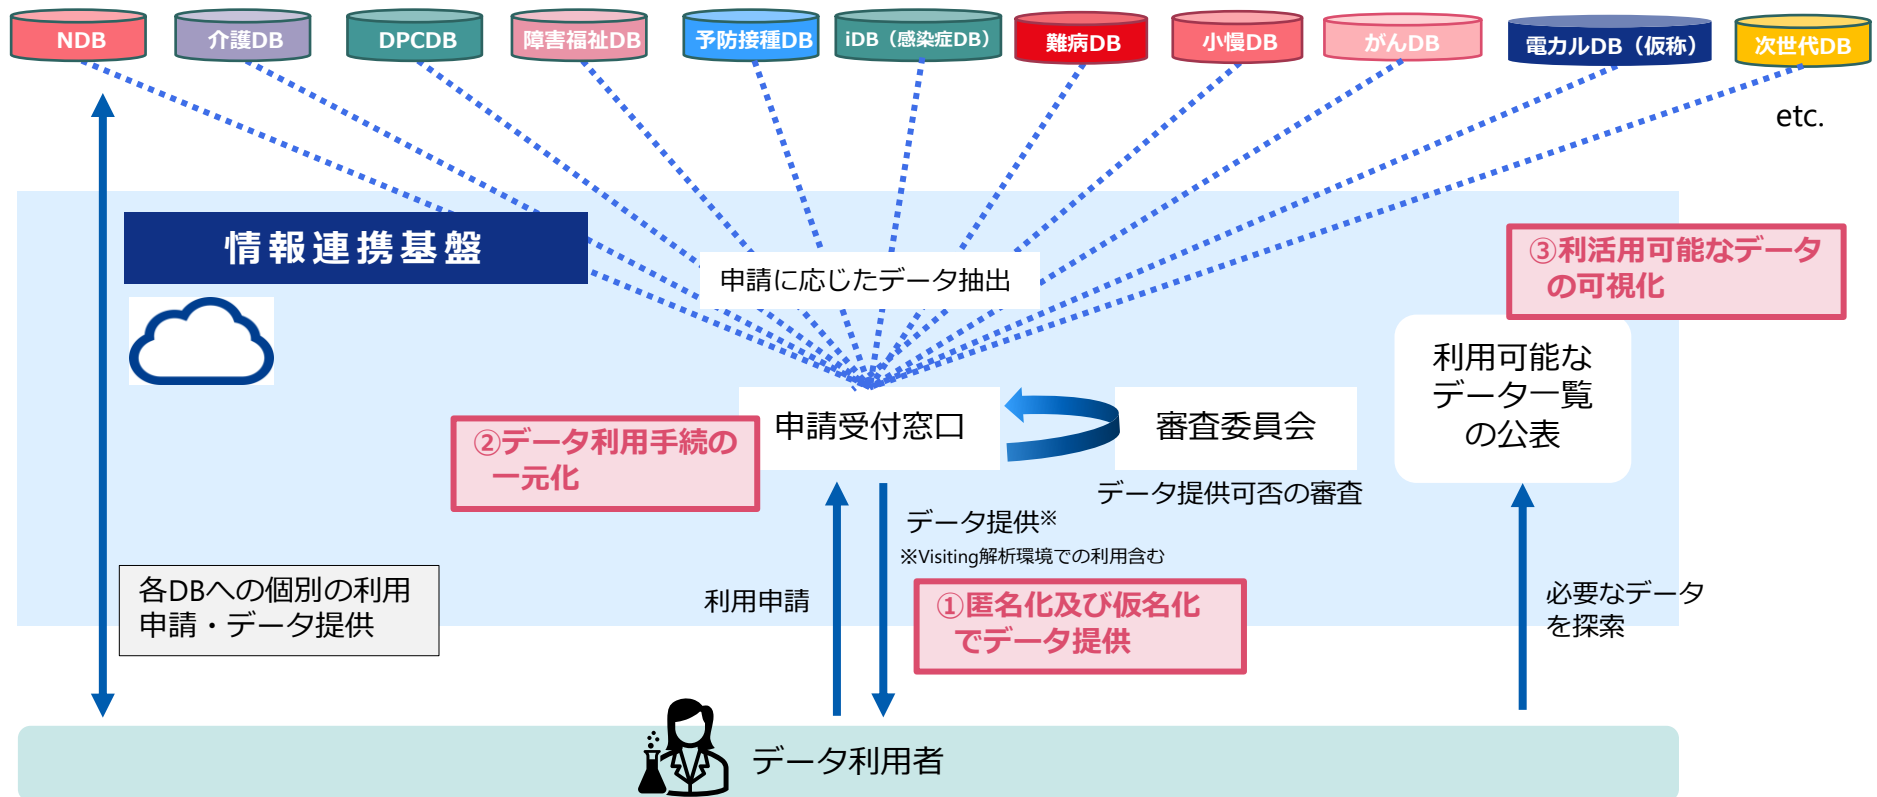 NDB
介護DB
DPCDB
障害福祉DB
予防接種DB
iDB（感染症DB）
難病DB
小慢DB
がんDB
電カルDB（仮称）
次世代DB
etc.
情報連携基盤
申請に応じたデータ抽出
③利活用可能なデータ
の可視化
利用可能な
データ一覧
の公表
申請受付窓口
審査委員会
②データ利用手続の
一元化
データ提供可否の審査
データ提供※
※Visiting解析環境での利用含む
各DBへの個別の利用
申請・データ提供
利用申請
①匿名化及び仮名化
でデータ提供
必要なデータ
を探索
データ利用者